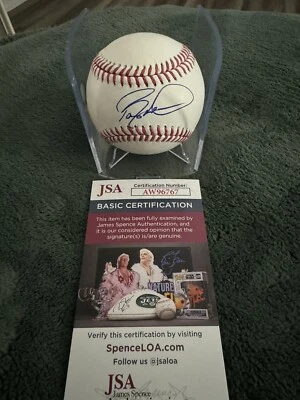 JSA
Certification Number:
AW96767
BASIC CERTIFICATION
This item has been fully examined by
James Spence Authentication, and
it is our considered opinion that the
signature(s) is/are genuine.
NATURE
Verify this certification by visiting
SpenceLOA.com
Follow us @jsaloa
JSA
James Spence